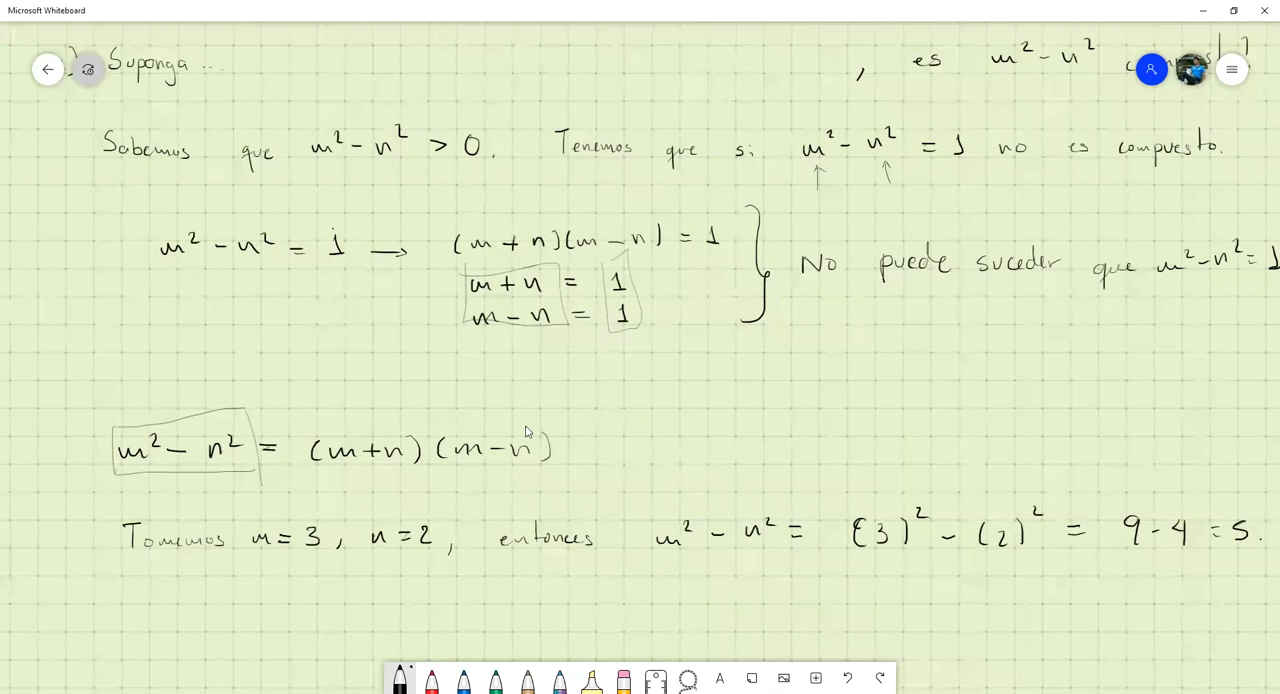 Microsoft Whiteboard
) Suponga ... , es m² - n²
Sabemos que m² - n² > 0. Tenemos que si m² - n² = 1 no es compuesto.
m² - n² = 1 → (m + n)(m - n) = 1
m + n = 1
m - n = 1
No puede suceder que m² - n² = 1
m² - n² = (m + n) (m - n)
Tomemos m = 3, n = 2, entonces m² - n² = (3)² - (2)² = 9 - 4 = 5.